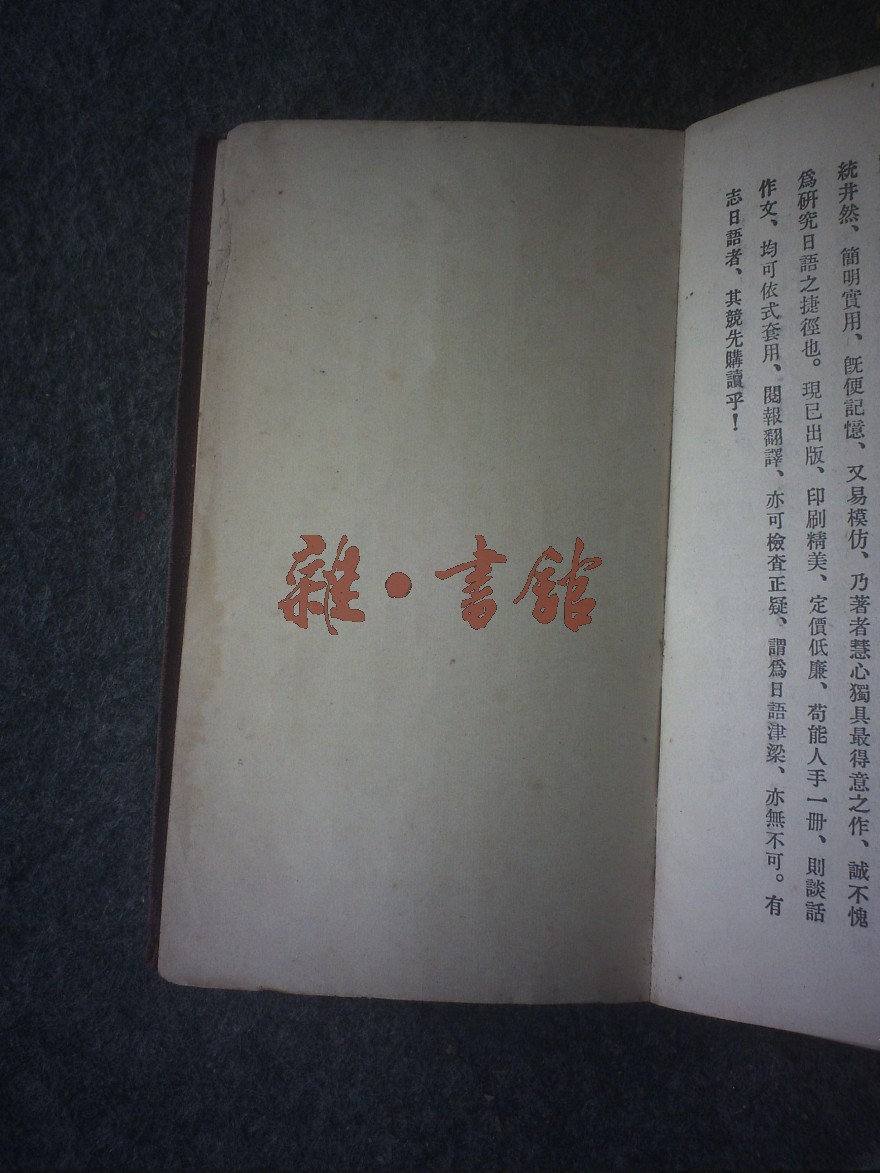 統井然、簡明實用、旣便記憶、又易模仿、乃著者慧心獨具最得意之作、誠不愧
爲硏究日語之捷徑也。現已出版、印刷精美、定價低廉、苟能人手一冊、則談話
作文、均可依式套用、閱報翻譯、亦可檢查正疑、謂爲日語津梁、亦無不可。有
志日語者、其競先購讀乎！
雜·書館